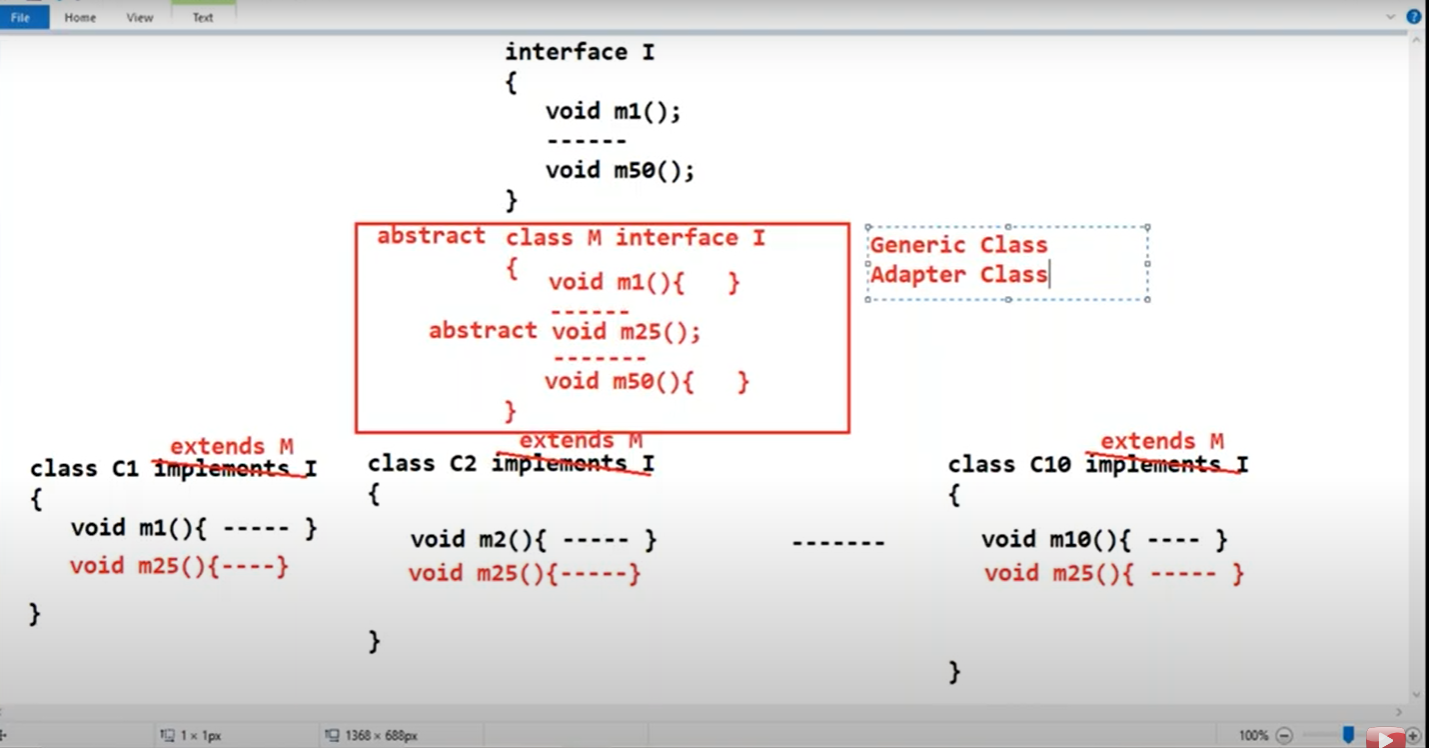 File Home View Text
interface I
{
void m1();
------
void m50();
}
abstract class M interface I
{
void m1(){ }
------
abstract void m25();
-------
void m50(){ }
}
Generic Class
Adapter Class
extends M
class C1 implements I
{
void m1(){ ----- }
void m25(){----}
}
extends M
class C2 implements I
{
void m2(){ ----- }
void m25(){-----}
}
-------
extends M
class C10 implements I
{
void m10(){ ---- }
void m25(){ ----- }
}
1 × 1px 1368 × 688px 100%